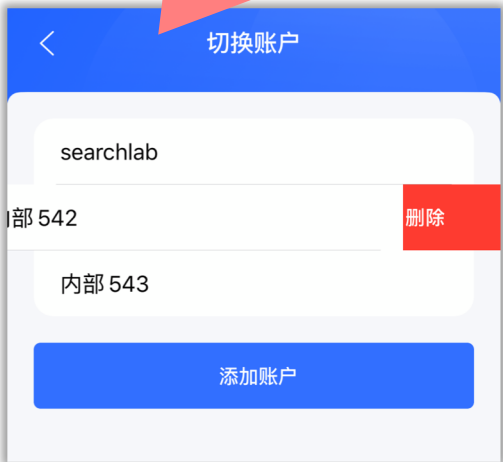 切换账户
searchlab
部 542
删除
内部 543
添加账户